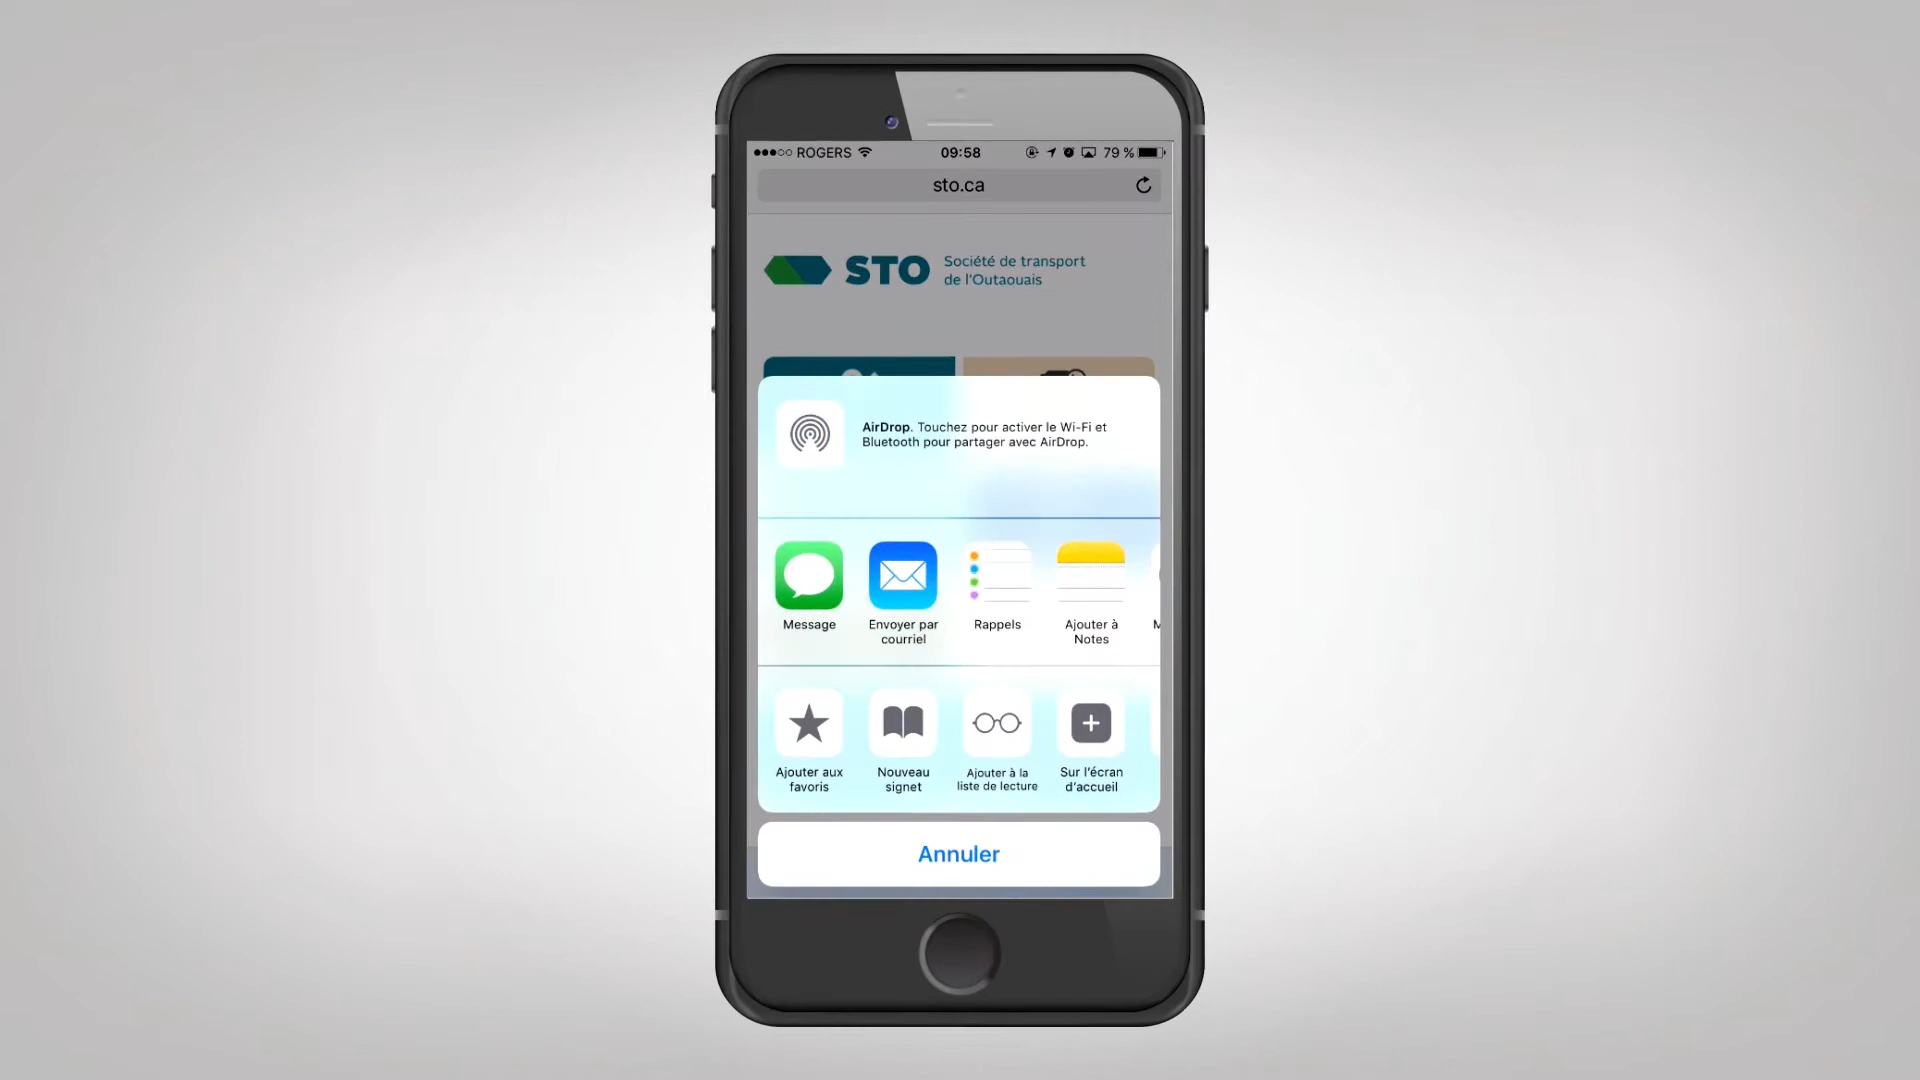 ROGERS 09:58 79 %
sto.ca
STO Société de transport
de l'Outaouais
AirDrop. Touchez pour activer le Wi-Fi et
Bluetooth pour partager avec AirDrop.
Message Envoyer par courriel Rappels Ajouter à Notes M
Ajouter aux favoris Nouveau signet Ajouter à la liste de lecture Sur l'écran d'accueil
Annuler